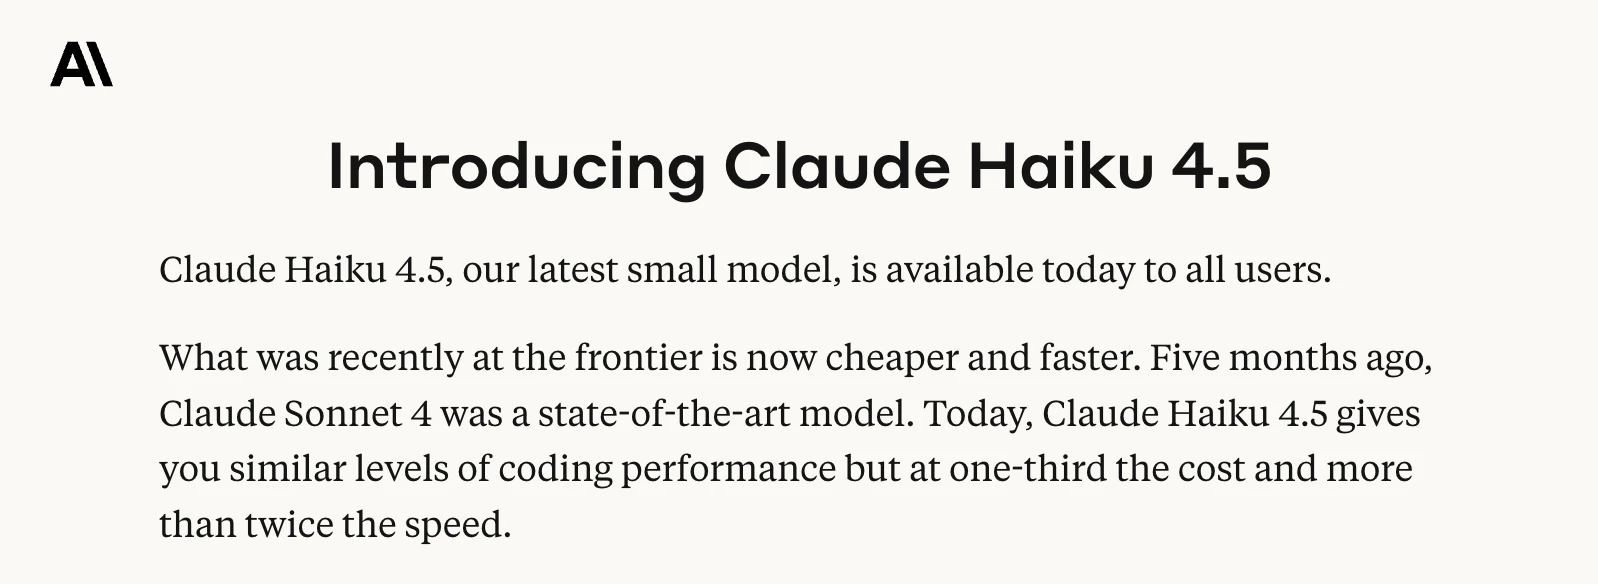 A\
Introducing Claude Haiku 4.5
Claude Haiku 4.5, our latest small model, is available today to all users.
What was recently at the frontier is now cheaper and faster. Five months ago,
Claude Sonnet 4 was a state-of-the-art model. Today, Claude Haiku 4.5 gives
you similar levels of coding performance but at one-third the cost and more
than twice the speed.